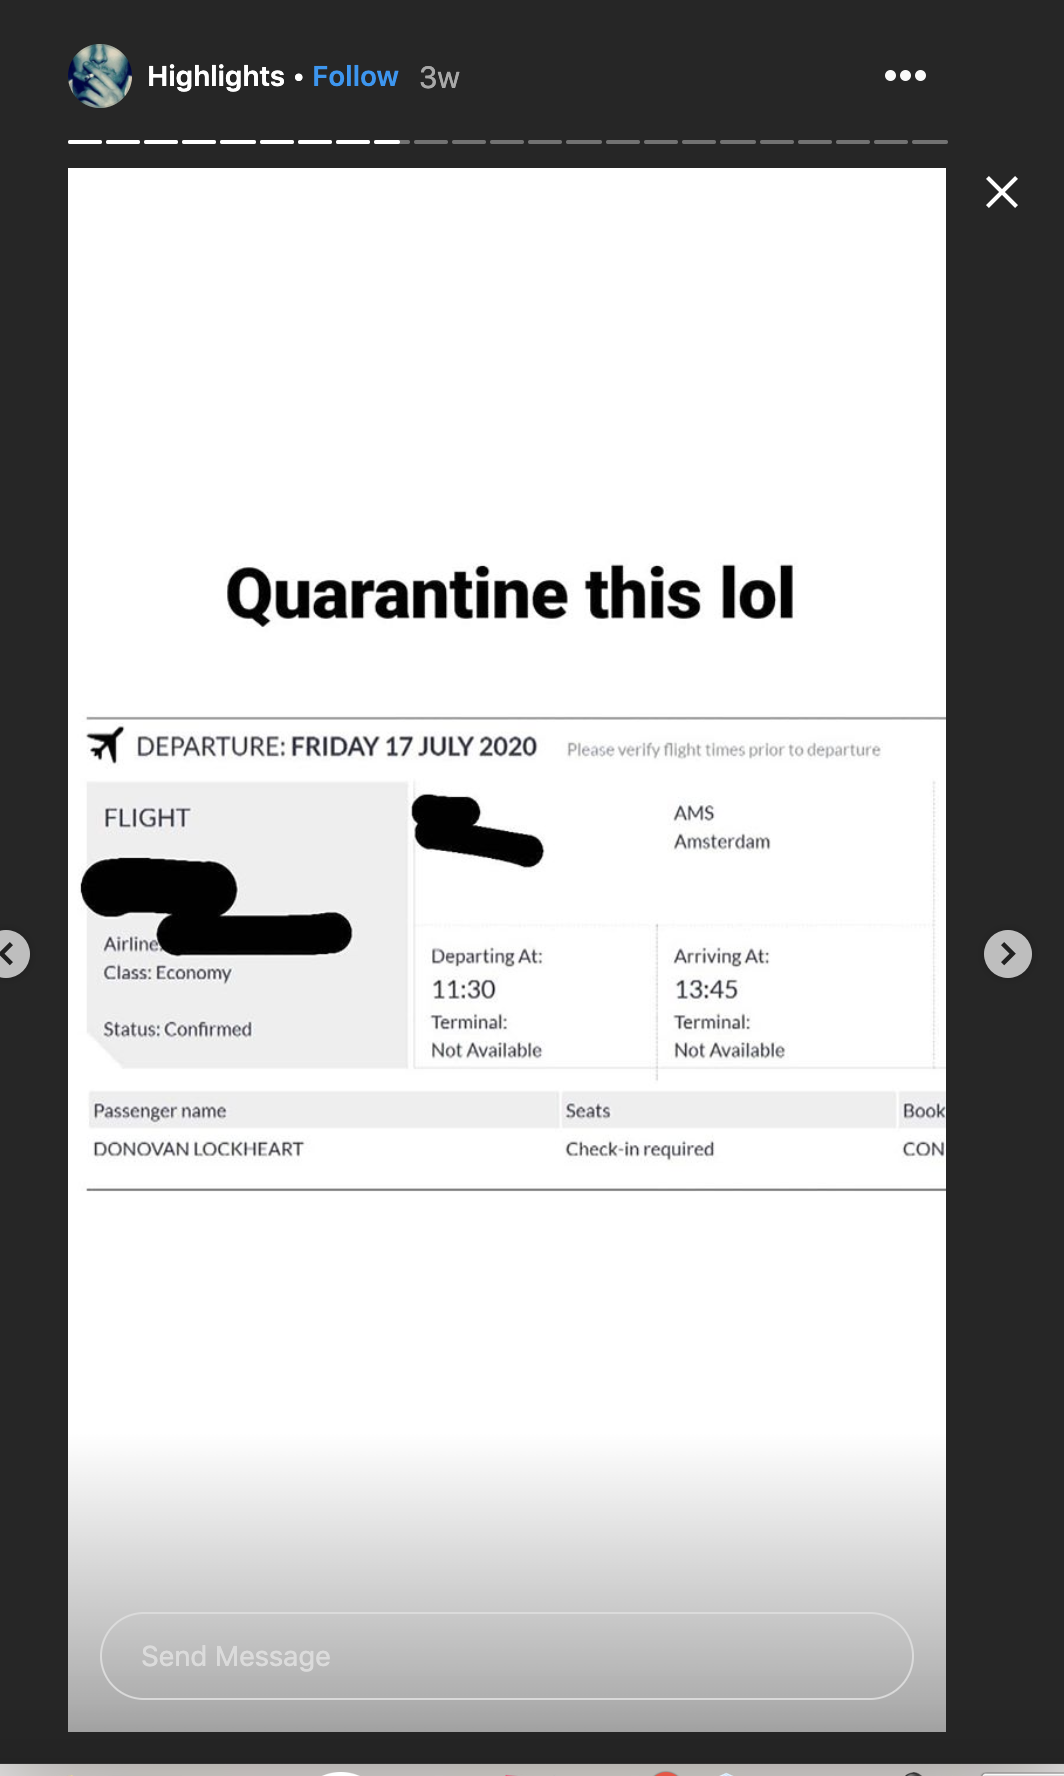 Highlights • Follow 3w
Quarantine this lol
DEPARTURE: FRIDAY 17 JULY 2020 Please verify flight times prior to departure
FLIGHT
Airline:
Class: Economy
Status: Confirmed
AMS
Amsterdam
Departing At:
11:30
Terminal:
Not Available
Arriving At:
13:45
Terminal:
Not Available
Passenger name Seats Book
DONOVAN LOCKHEART Check-in required CON
Send Message